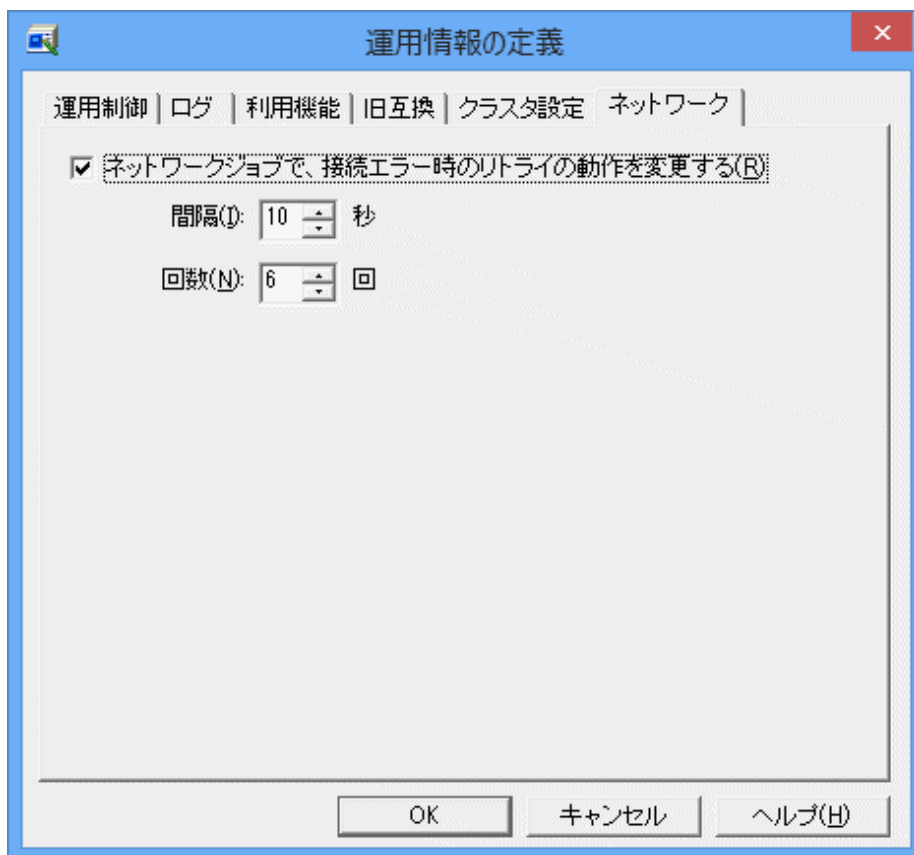 運用情報の定義
運用制御 ログ 利用機能 旧互換 クラスタ設定 ネットワーク
ネットワークジョブで、接続エラー時のリトライの動作を変更する(R)
間隔(I): 10 秒
回数(N): 6 回
OK キャンセル ヘルプ(H)